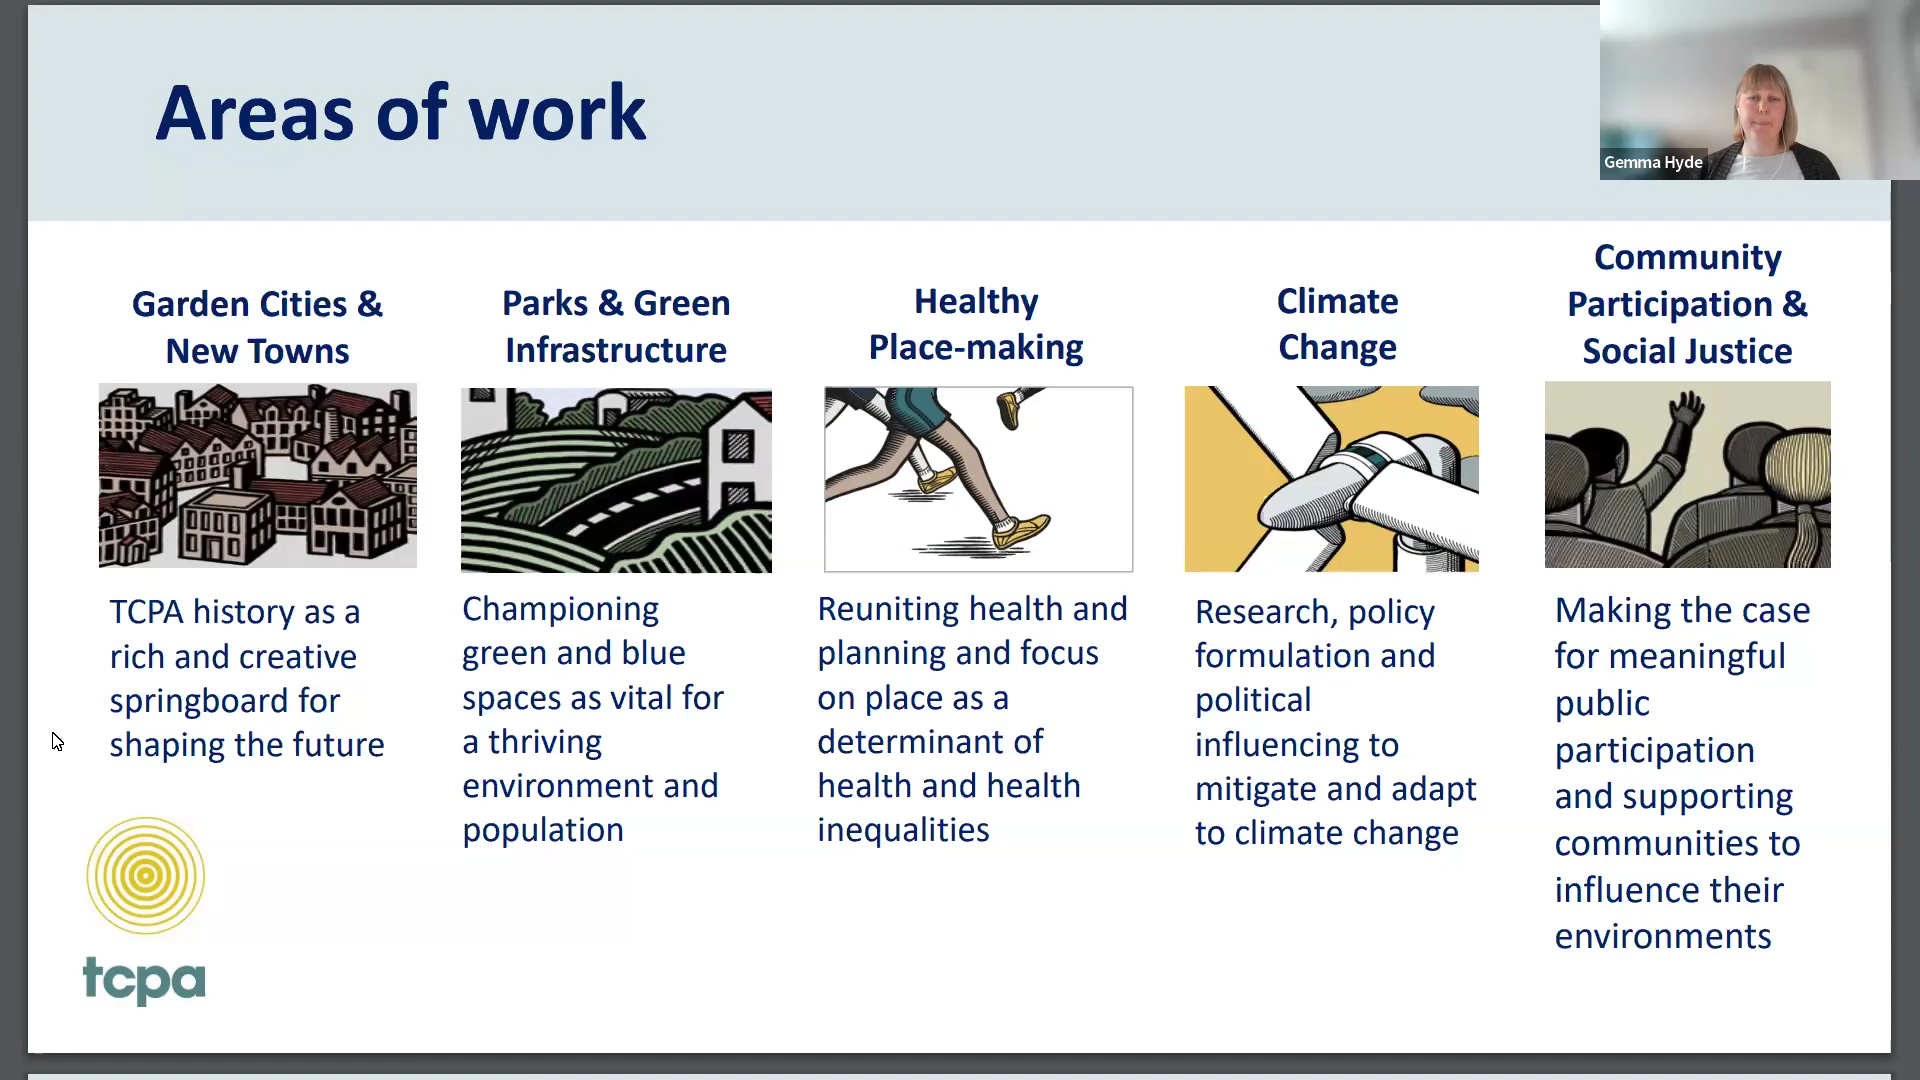 Areas of work
Gemma Hyde
Garden Cities &
New Towns
TCPA history as a
rich and creative
springboard for
shaping the future
Parks & Green
Infrastructure
Championing
green and blue
spaces as vital for
a thriving
environment and
population
Healthy
Place-making
Reuniting health and
planning and focus
on place as a
determinant of
health and health
inequalities
Climate
Change
Research, policy
formulation and
political
influencing to
mitigate and adapt
to climate change
Community
Participation &
Social Justice
Making the case
for meaningful
public
participation
and supporting
communities to
influence their
environments
tcpa